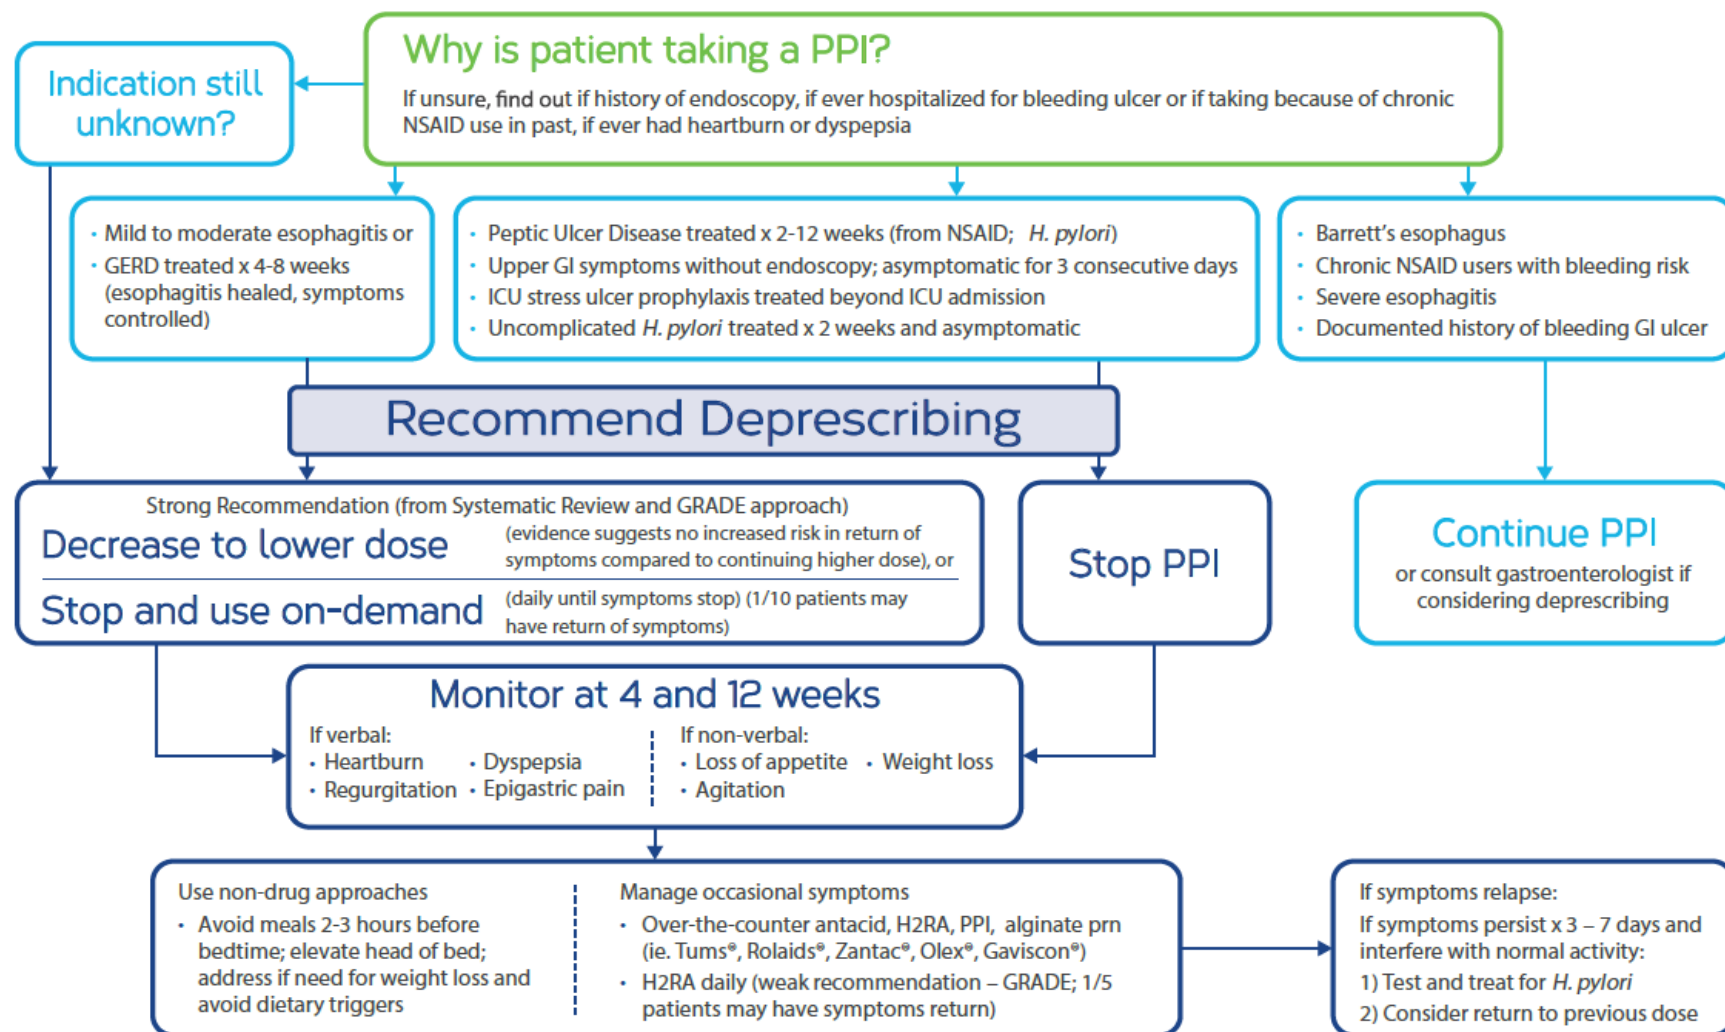 Why is patient taking a PPI?
If unsure, find out if history of endoscopy, if ever hospitalized for bleeding ulcer or if taking because of chronic
NSAID use in past, if ever had heartburn or dyspepsia
Indication still
unknown?
• Mild to moderate esophagitis or
• GERD treated x 4-8 weeks
(esophagitis healed, symptoms
controlled)
• Peptic Ulcer Disease treated x 2-12 weeks (from NSAID; H. pylori)
• Upper GI symptoms without endoscopy; asymptomatic for 3 consecutive days
• ICU stress ulcer prophylaxis treated beyond ICU admission
• Uncomplicated H. pylori treated x 2 weeks and asymptomatic
• Barrett's esophagus
• Chronic NSAID users with bleeding risk
• Severe esophagitis
• Documented history of bleeding GI ulcer
Recommend Deprescribing
Strong Recommendation (from Systematic Review and GRADE approach)
Decrease to lower dose
(evidence suggests no increased risk in return of
symptoms compared to continuing higher dose), or
Stop and use on-demand
(daily until symptoms stop) (1/10 patients may
have return of symptoms)
Stop PPI
Continue PPI
or consult gastroenterologist if
considering deprescribing
Monitor at 4 and 12 weeks
If verbal:
• Heartburn • Dyspepsia
• Regurgitation • Epigastric pain
If non-verbal:
• Loss of appetite • Weight loss
• Agitation
Use non-drug approaches
• Avoid meals 2-3 hours before
bedtime; elevate head of bed;
address if need for weight loss and
avoid dietary triggers
Manage occasional symptoms
• Over-the-counter antacid, H2RA, PPI, alginate prn
(ie. Tums®, Rolaids®, Zantac®, Olex®, Gaviscon®)
• H2RA daily (weak recommendation – GRADE; 1/5
patients may have symptoms return)
If symptoms relapse:
If symptoms persist x 3 – 7 days and
interfere with normal activity:
1) Test and treat for H. pylori
2) Consider return to previous dose